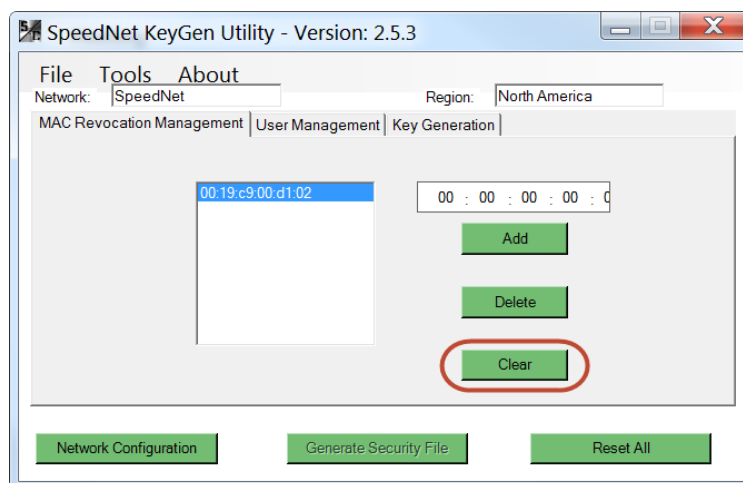 SpeedNet KeyGen Utility - Version: 2.5.3
File Tools About
Network: SpeedNet Region: North America
MAC Revocation Management User Management Key Generation
00:19:c9:00:d1:02
00 : 00 : 00 : 00 :
Add
Delete
Clear
Network Configuration Generate Security File Reset All